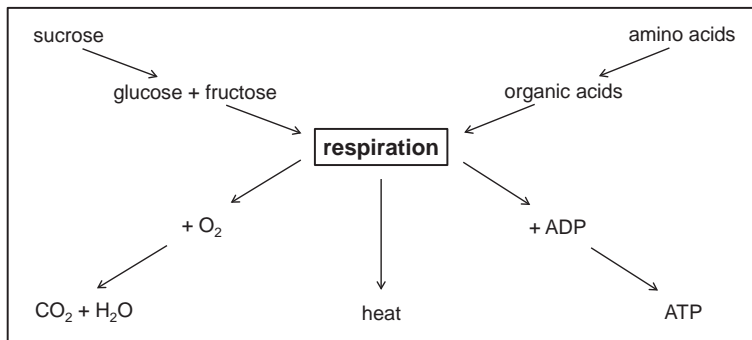 sucrose
amino acids
glucose + fructose
organic acids
respiration
+ O₂
+ ADP
CO₂ + H₂O
heat
ATP